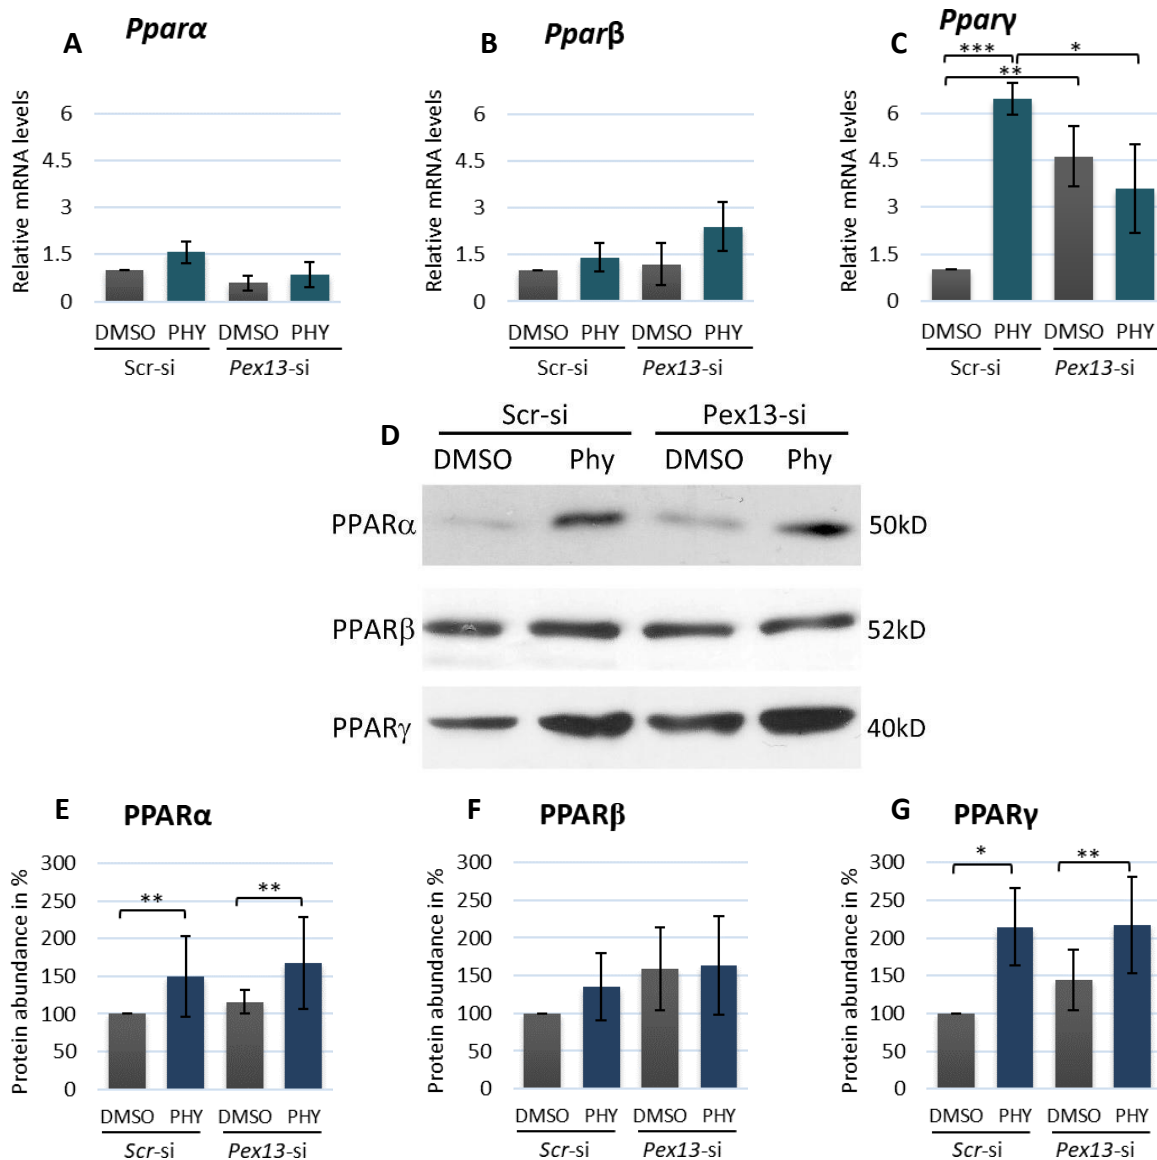 A
Pparα
Relative mRNA levels
6
4.5
3
1.5
0
DMSO PHY DMSO PHY
Scr-si Pex13-si
B
Pparβ
Relative mRNA levels
6
4.5
3
1.5
0
DMSO PHY DMSO PHY
Scr-si Pex13-si
C
Pparγ
*** *
**
Relative mRNA levles
6
4.5
3
1.5
0
DMSO PHY DMSO PHY
Scr-si Pex13-si
D
Scr-si Pex13-si
DMSO Phy DMSO Phy
PPARα 50kD
PPARβ 52kD
PPARγ 40kD
E
PPARα
Protein abundance in %
300
250
200
150
100
50
0
** **
DMSO PHY DMSO PHY
Scr-si Pex13-si
F
PPARβ
Protein abundance in %
300
250
200
150
100
50
0
DMSO PHY DMSO PHY
Scr-si Pex13-si
G
PPARγ
Protein abundance in %
300
250
200
150
100
50
0
* **
DMSO PHY DMSO PHY
Scr-si Pex13-si